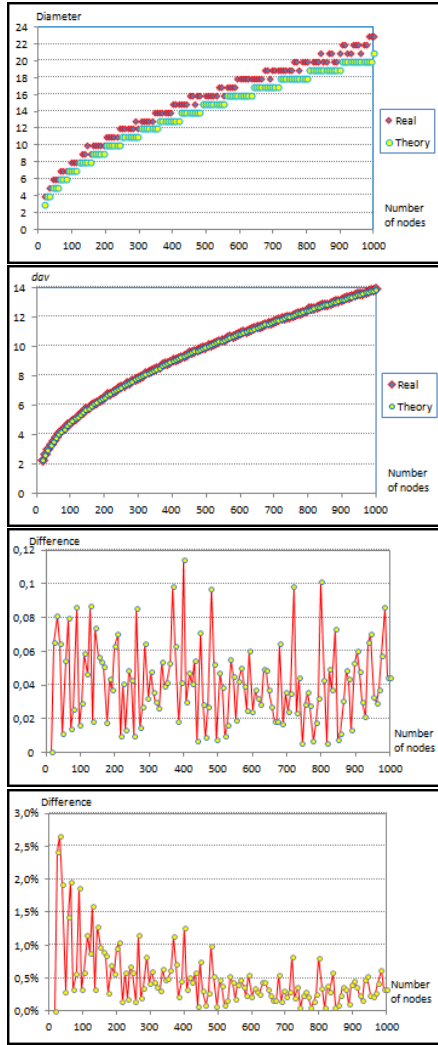 Diameter
24
22
20
18
16
14
12
10
8
6
4
2
0
0 100 200 300 400 500 600 700 800 900 1000
Real
Theory
Number
of nodes
dav
14
12
10
8
6
4
2
0
0 100 200 300 400 500 600 700 800 900 1000
Real
Theory
Number
of nodes
Difference
0,12
0,1
0,08
0,06
0,04
0,02
0
0 100 200 300 400 500 600 700 800 900 1000
Number
of nodes
Difference
3,0%
2,5%
2,0%
1,5%
1,0%
0,5%
0,0%
0 100 200 300 400 500 600 700 800 900 1000
Number
of nodes